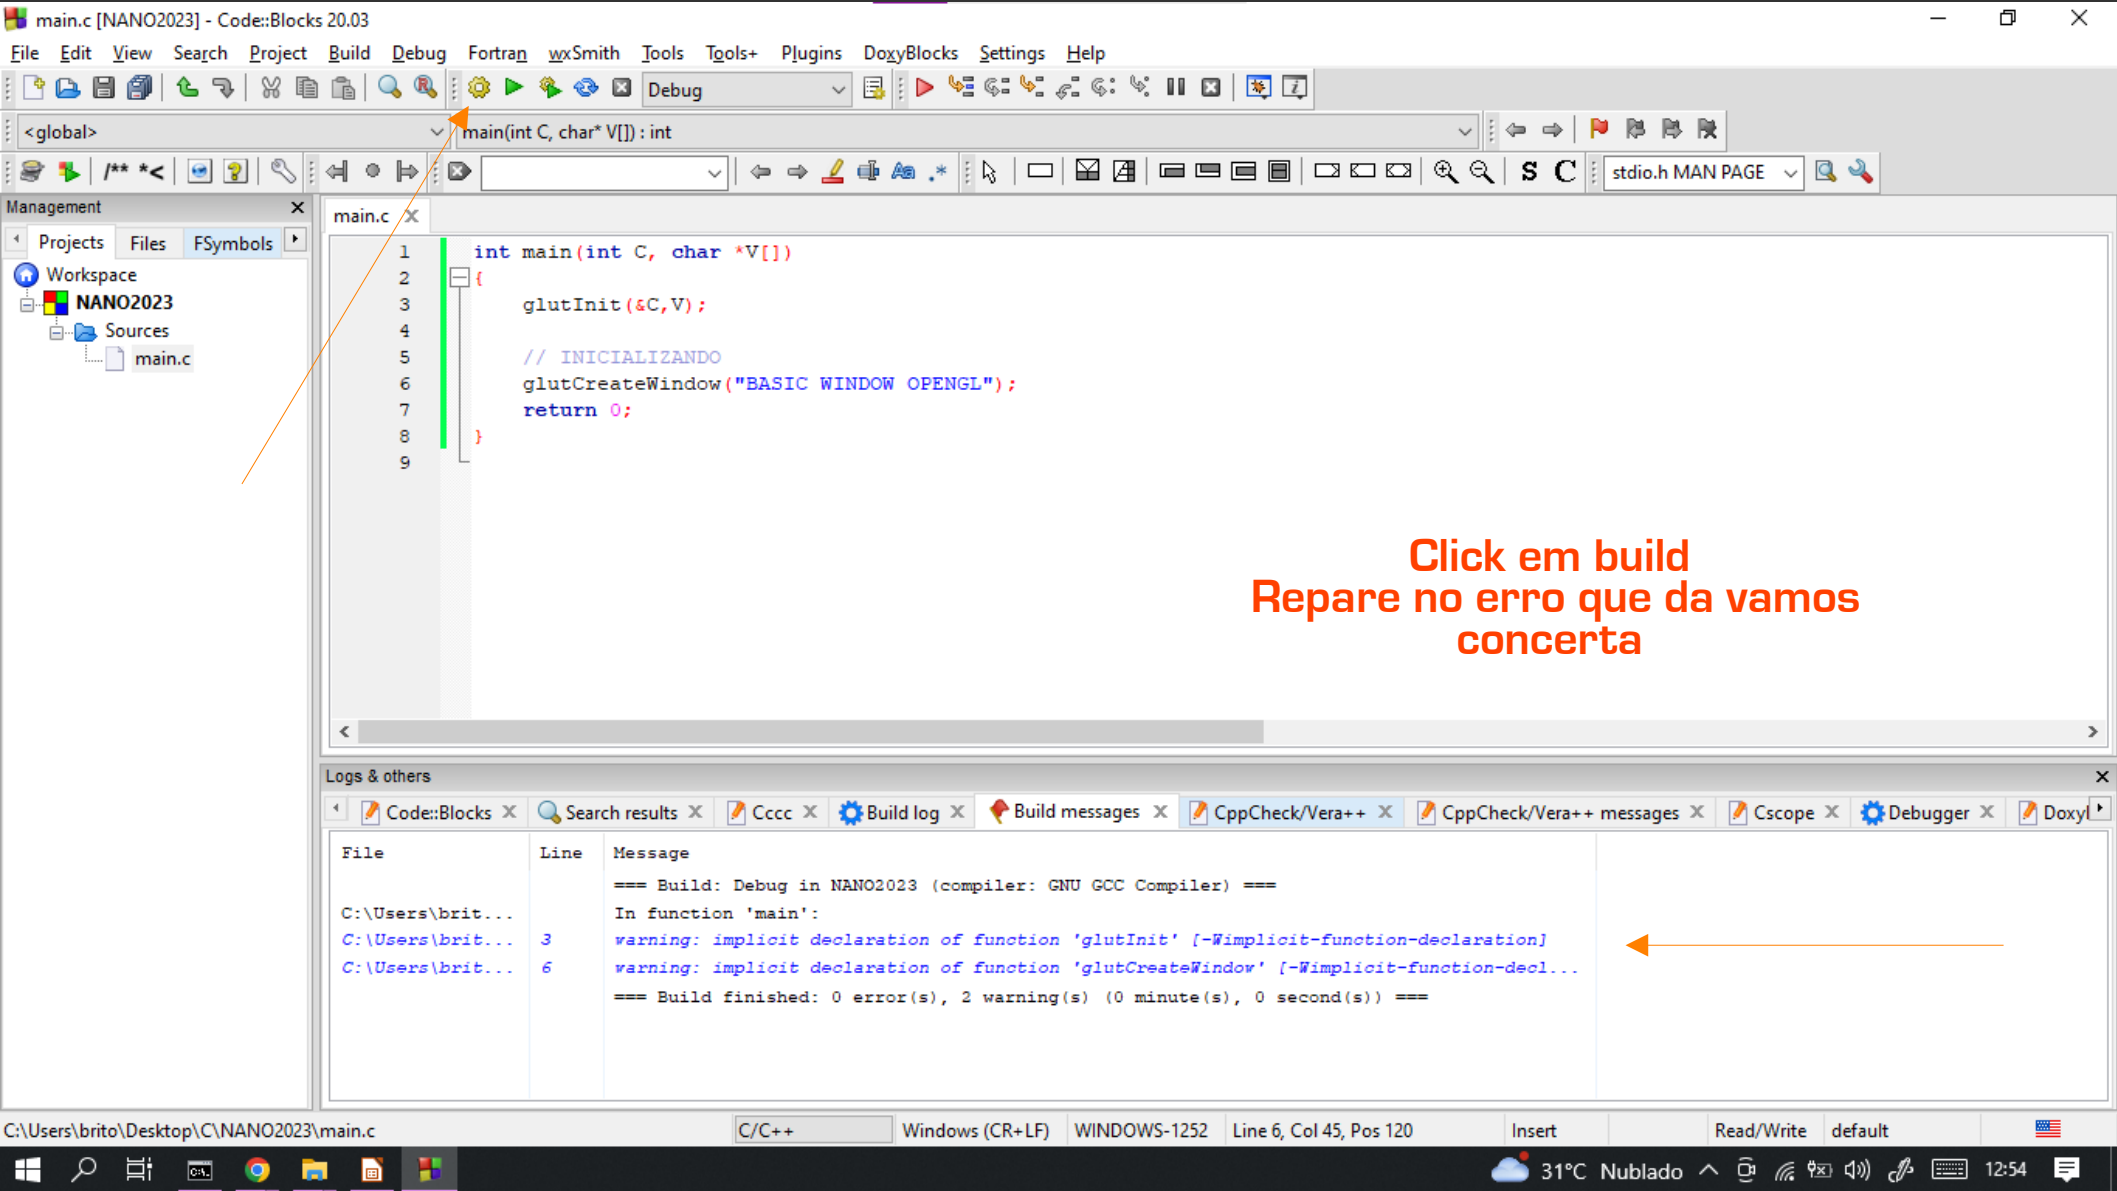 main.c [NANO2023] - Code::Blocks 20.03
File Edit View Search Project Build Debug Fortran wxSmith Tools Tools+ Plugins DoxyBlocks Settings Help
Debug
<global> main(int C, char* V[]) : int
/** *< Aa .* S C stdio.h MAN PAGE
Management
main.c
Projects Files FSymbols
Workspace
NANO2023
Sources
main.c
1 int main(int C, char *V[])
2 {
3 glutInit(&C,V);
4
5 // INICIALIZANDO
6 glutCreateWindow("BASIC WINDOW OPENGL");
7 return 0;
8 }
9
Click em build
Repare no erro que da vamos
concerta
Logs & others
Code::Blocks Search results Cccc Build log Build messages CppCheck/Vera++ CppCheck/Vera++ messages Cscope Debugger Doxyl
File Line Message
=== Build: Debug in NANO2023 (compiler: GNU GCC Compiler) ===
C:\Users\brit... In function 'main':
C:\Users\brit... 3 warning: implicit declaration of function 'glutInit' [-Wimplicit-function-declaration]
C:\Users\brit... 6 warning: implicit declaration of function 'glutCreateWindow' [-Wimplicit-function-decl...
=== Build finished: 0 error(s), 2 warning(s) (0 minute(s), 0 second(s)) ===
C:\Users\brito\Desktop\C\NANO2023\main.c C/C++ Windows (CR+LF) WINDOWS-1252 Line 6, Col 45, Pos 120 Insert Read/Write default
31°C Nublado 12:54